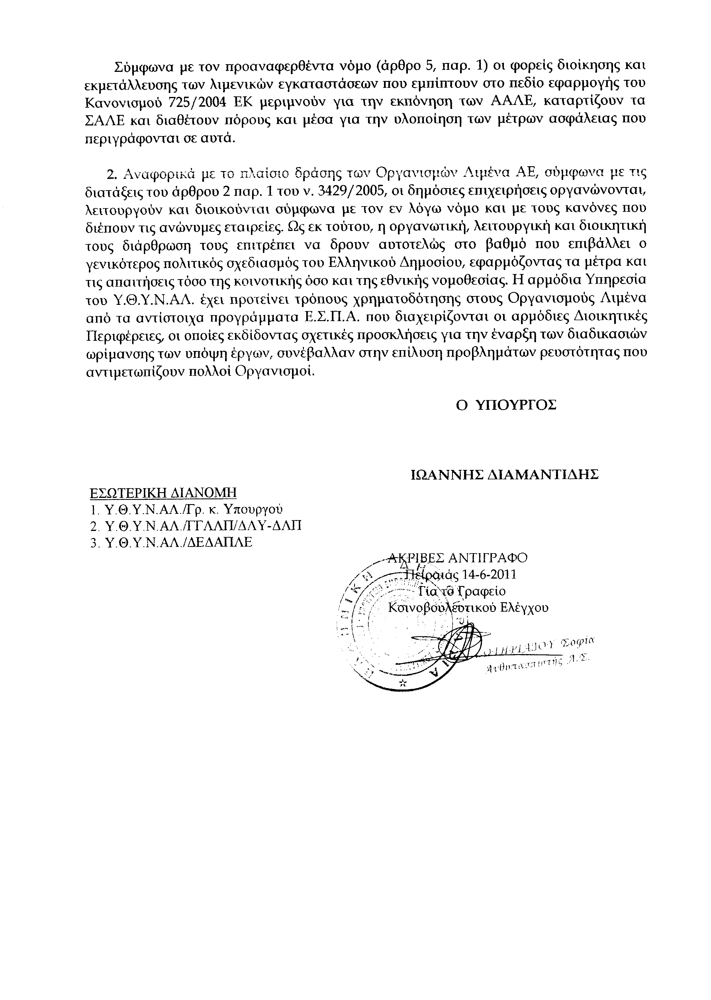 Σύμφωνα με τον προαναφερθέντα νόμο (άρθρο 5, παρ. 1) οι φορείς διοίκησης και
εκμετάλλευσης των λιμενικών εγκαταστάσεων που εμπίπτουν στο πεδίο εφαρμογής του
Κανονισμού 725/2004 ΕΚ μεριμνούν για την εκπόνηση των ΑΑΛΕ, καταρτίζουν τα
ΣΑΛΕ και διαθέτουν πόρους και μέσα για την υλοποίηση των μέτρων ασφάλειας που
περιγράφονται σε αυτά.
2. Αναφορικά με το πλαίσιο δράσης των Οργανισμών Λιμένα ΑΕ, σύμφωνα με τις
διατάξεις του άρθρου 2 παρ. 1 του ν. 3429/2005, οι δημόσιες επιχειρήσεις οργανώνονται,
λειτουργούν και διοικούνται σύμφωνα με τον εν λόγω νόμο και με τους κανόνες που
διέπουν τις ανώνυμες εταιρείες. Ως εκ τούτου, η οργανωτική, λειτουργική και διοικητική
τους διάρθρωση τους επιτρέπει να δρουν αυτοτελώς στο βαθμό που επιβάλλει ο
γενικότερος πολιτικός σχεδιασμός του Ελληνικού Δημοσίου, εφαρμόζοντας τα μέτρα και
τις απαιτήσεις τόσο της κοινοτικής όσο και της εθνικής νομοθεσίας. Η αρμόδια Υπηρεσία
του Υ.Θ.Υ.Ν.ΑΛ. έχει προτείνει τρόπους χρηματοδότησης στους Οργανισμούς Λιμένα
από τα αντίστοιχα προγράμματα Ε.Σ.Π.Α. που διαχειρίζονται οι αρμόδιες Διοικητικές
Περιφέρειες, οι οποίες εκδίδοντας σχετικές προσκλήσεις για την έναρξη των διαδικασιών
ωρίμανσης των υπόψη έργων, συνέβαλλαν στην επίλυση προβλημάτων ρευστότητας που
αντιμετωπίζουν πολλοί Οργανισμοί.
Ο ΥΠΟΥΡΓΟΣ
ΙΩΑΝΝΗΣ ΔΙΑΜΑΝΤΙΔΗΣ
ΕΣΩΤΕΡΙΚΗ ΔΙΑΝΟΜΗ
1. Υ.Θ.Υ.Ν.ΑΛ./Γρ. κ. Υπουργού
2. Υ.Θ.Υ.Ν.ΑΛ./ΓΓΛΛΠ/ΔΛΥ-ΔΛΠ
3. Υ.Θ.Υ.Ν.ΑΛ./ΔΕΔΑΠΛΕ
ΑΚΡΙΒΕΣ ΑΝΤΙΓΡΑΦΟ
Πειραιάς 14-6-2011
Για το Γραφείο
Κοινοβουλευτικού Ελέγχου
Σοφία
Ανθυπασπιστής Λ.Σ.